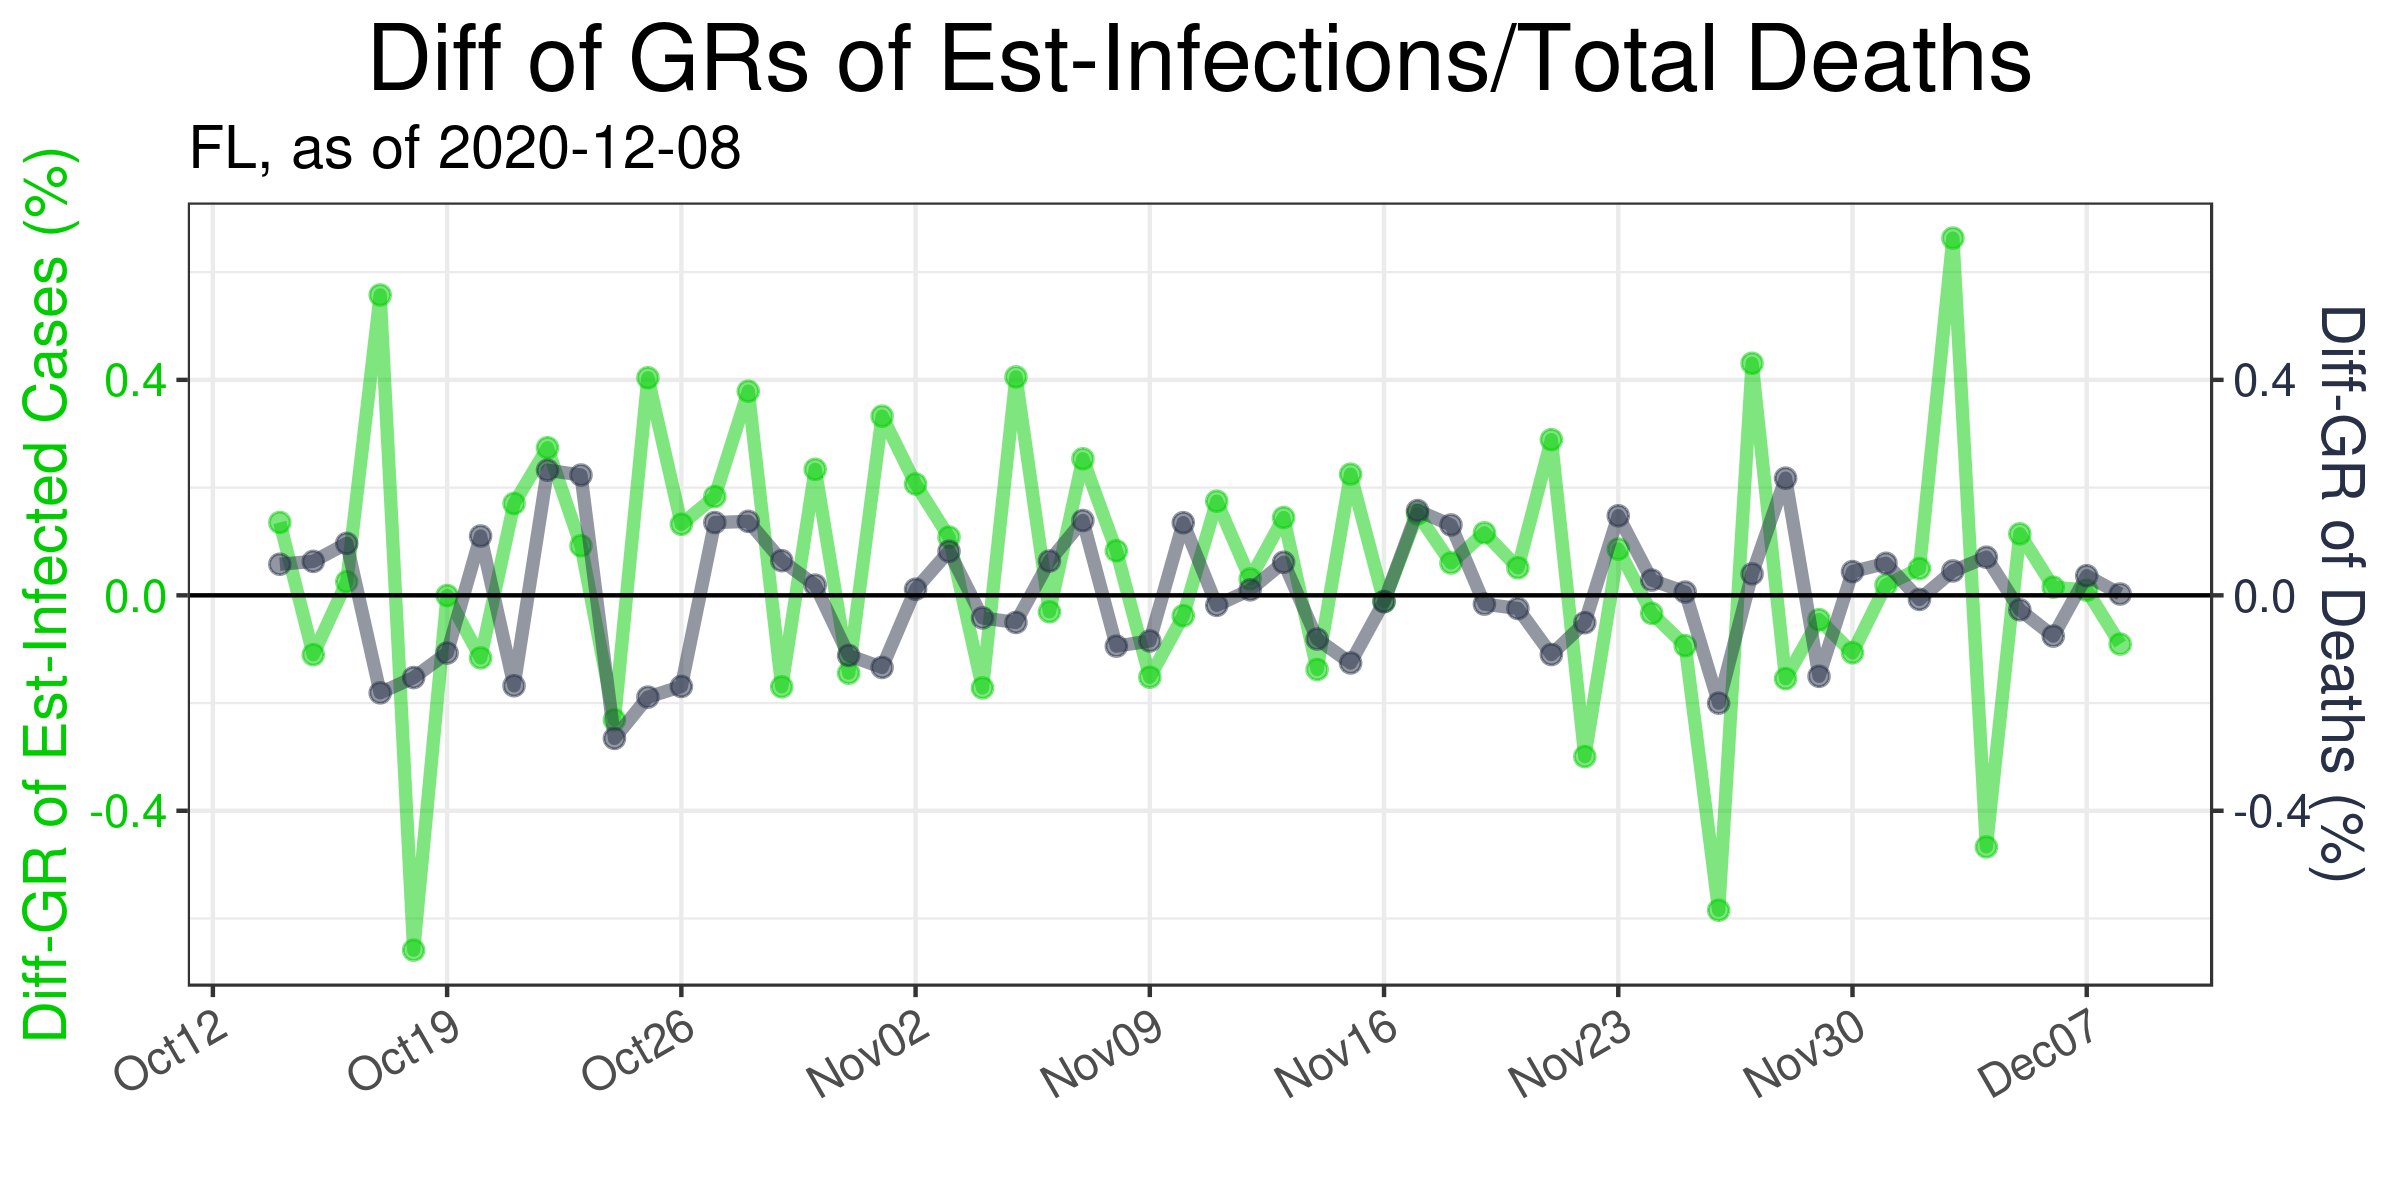 Diff of GRs of Est-Infections/Total Deaths
FL, as of 2020-12-08
Diff-GR of Est-Infected Cases (%)
0.4
0.0
-0.4
0.4
0.0
-0.4
Diff-GR of Deaths (%)
Oct12
Oct19
Oct26
Nov02
Nov09
Nov16
Nov23
Nov30
Dec07